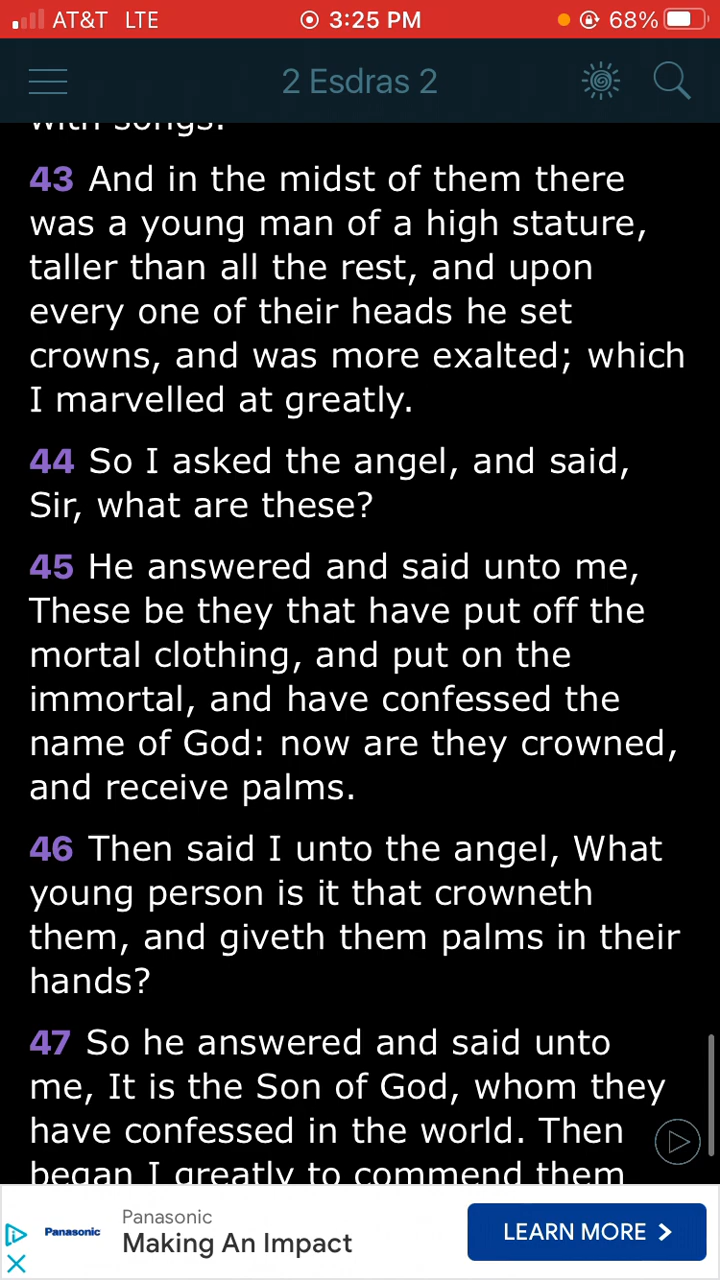 AT&T LTE 3:25 PM 68%
2 Esdras 2
with songs.
43 And in the midst of them there
was a young man of a high stature,
taller than all the rest, and upon
every one of their heads he set
crowns, and was more exalted; which
I marvelled at greatly.
44 So I asked the angel, and said,
Sir, what are these?
45 He answered and said unto me,
These be they that have put off the
mortal clothing, and put on the
immortal, and have confessed the
name of God: now are they crowned,
and receive palms.
46 Then said I unto the angel, What
young person is it that crowneth
them, and giveth them palms in their
hands?
47 So he answered and said unto
me, It is the Son of God, whom they
have confessed in the world. Then
began I greatly to commend them
Panasonic
Panasonic
Making An Impact
LEARN MORE >